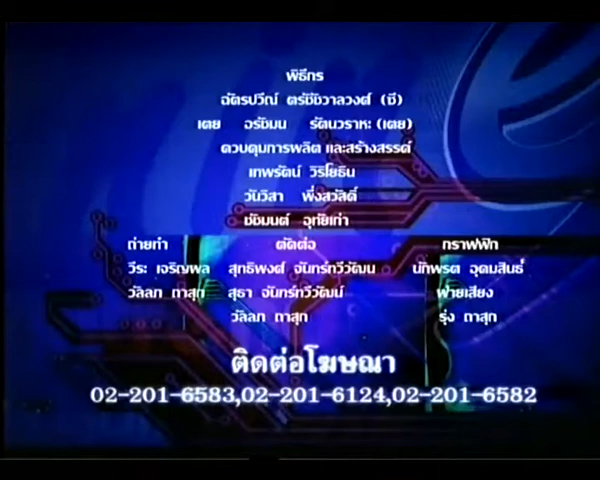 พิธีกร
ฉัตรปวีณ์ ตรัชชัวาลวงศ์ (ซี)
เตย อรัชมน รัตนวราหะ (เตย)
ควบคุมการผลิต และสร้างสรรค์
เทพรัตน์ วิริโยธิน
วันวิสา พึ่งสวัสดิ์
ชัชมนต์ อุทัยเก่า
ถ่ายทำ ตัดต่อ กราฟฟิก
วีระ เจริญพล สุทธิพงศ์ จันทร์ทวีวัฒน นักพรต อุดมสินธ์
วัลลภ ถาสุก สุธา จันทร์ทวีวัฒน์ ฝ่ายเสียง
วัลลภ ถาสุก รุ่ง ถาสุก
ติดต่อโฆษณา
02-201-6583,02-201-6124,02-201-6582